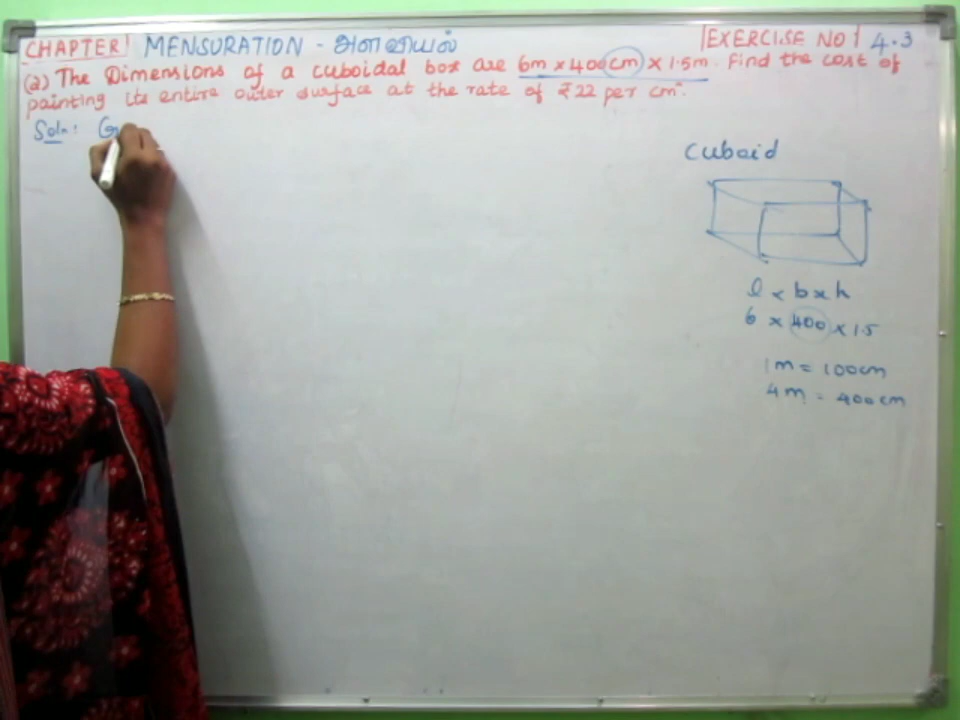 CHAPTER MENSURATION - அளவியல் EXERCISE NO 4.3
(2) The Dimensions of a cuboidal box are 6m × 400cm × 1.5m. Find the cost of
painting its entire outer surface at the rate of ₹22 per cm².
Soln:
Cuboid
l × b × h
6 × 400 × 1.5
1m = 100cm
4m = 400cm